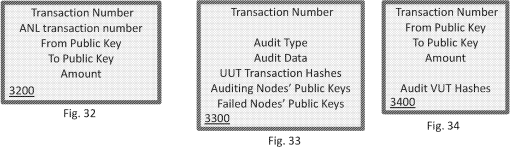 Transaction Number
ANL transaction number
From Public Key
To Public Key
Amount
3200
Fig. 32
Transaction Number
Audit Type
Audit Data
UUT Transaction Hashes
Auditing Nodes' Public Keys
Failed Nodes' Public Keys
3300
Fig. 33
Transaction Number
From Public Key
To Public Key
Amount
Audit VUT Hashes
3400
Fig. 34